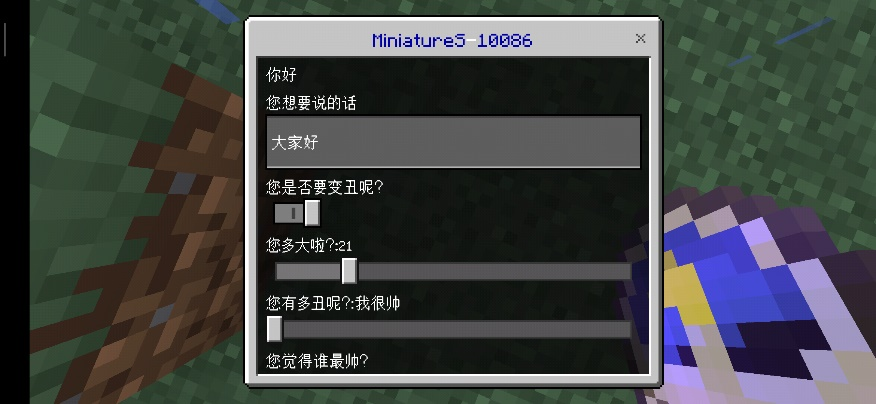 MiniatureS-10086
你好
您想要说的话
大家好
您是否要变丑呢?
您多大啦?:21
您有多丑呢?:我很帅
您觉得谁最帅?